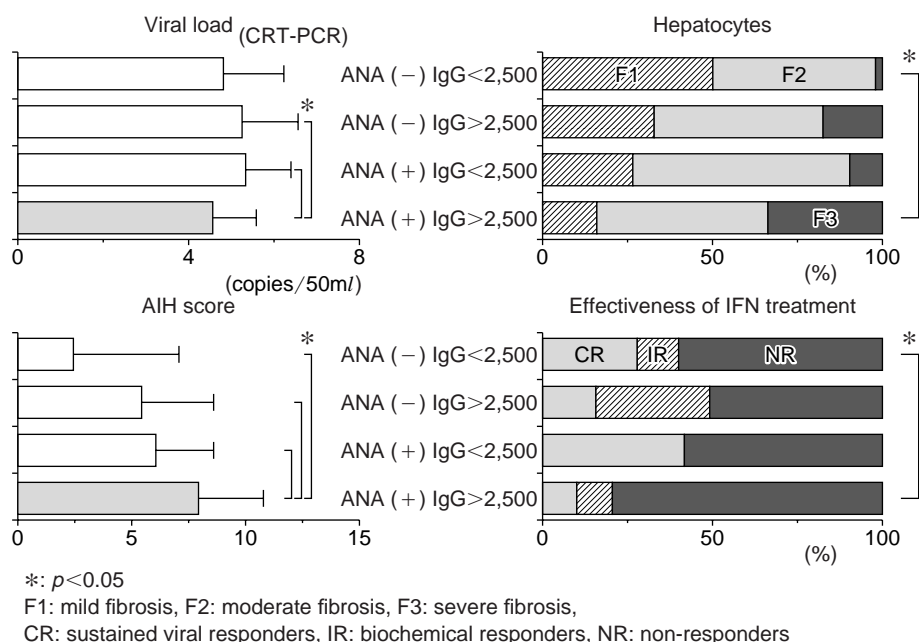 Viral load (CRT-PCR)
Hepatocytes
ANA (−) IgG<2,500
ANA (−) IgG>2,500
ANA (+) IgG<2,500
ANA (+) IgG>2,500
*
F1 F2
F3
*
0 4 8
(copies/50ml)
0 50 100
(%)
AIH score
Effectiveness of IFN treatment
*
ANA (−) IgG<2,500
ANA (−) IgG>2,500
ANA (+) IgG<2,500
ANA (+) IgG>2,500
CR IR NR
*
0 5 10 15
0 50 100
(%)
*: p<0.05
F1: mild fibrosis, F2: moderate fibrosis, F3: severe fibrosis,
CR: sustained viral responders, IR: biochemical responders, NR: non-responders